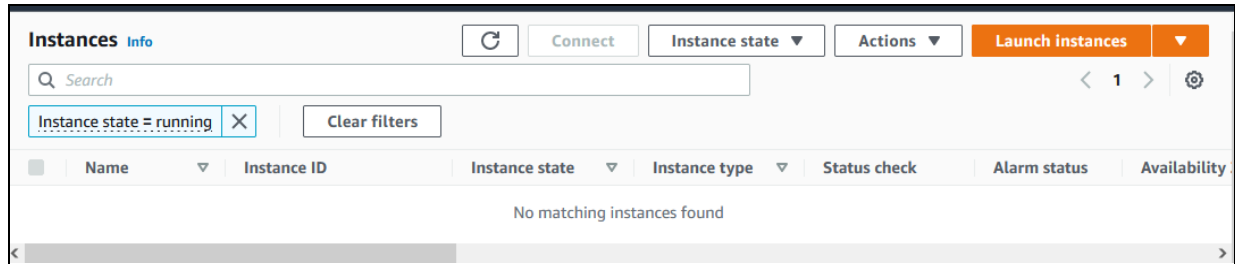 Instances Info Connect Instance state ▼ Actions ▼ Launch instances ▼
Search < 1 >
Instance state = running Clear filters
Name Instance ID Instance state Instance type Status check Alarm status Availability
No matching instances found